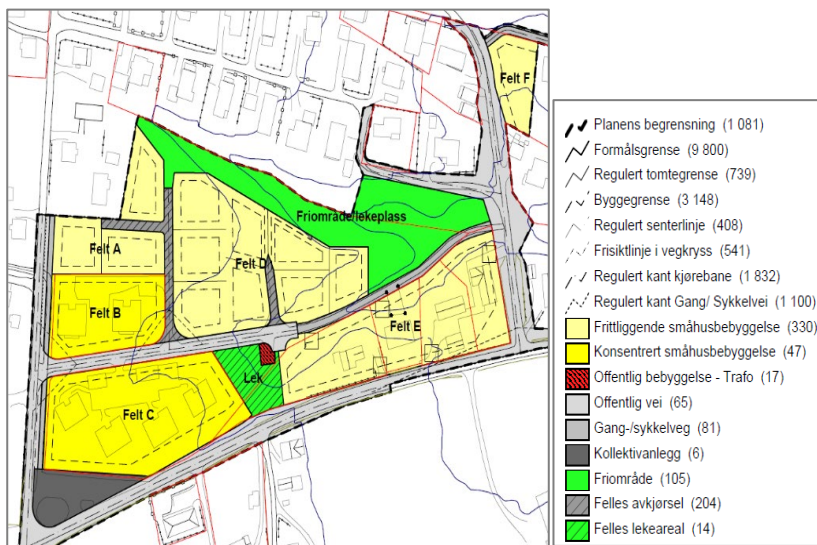 Felt F
Friområde/lekeplass
Felt A
Felt D
Felt B
Felt E
Lek
Felt C
Planens begrensning (1 081)
Formålsgrense (9 800)
Regulert tomtegrense (739)
Byggegrense (3 148)
Regulert senterlinje (408)
Frisiktlinje i vegkryss (541)
Regulert kant kjørebane (1 832)
Regulert kant Gang/ Sykkelvei (1 100)
Frittliggende småhusbebyggelse (330)
Konsentrert småhusbebyggelse (47)
Offentlig bebyggelse - Trafo (17)
Offentlig vei (65)
Gang-/sykkelveg (81)
Kollektivanlegg (6)
Friområde (105)
Felles avkjørsel (204)
Felles lekeareal (14)